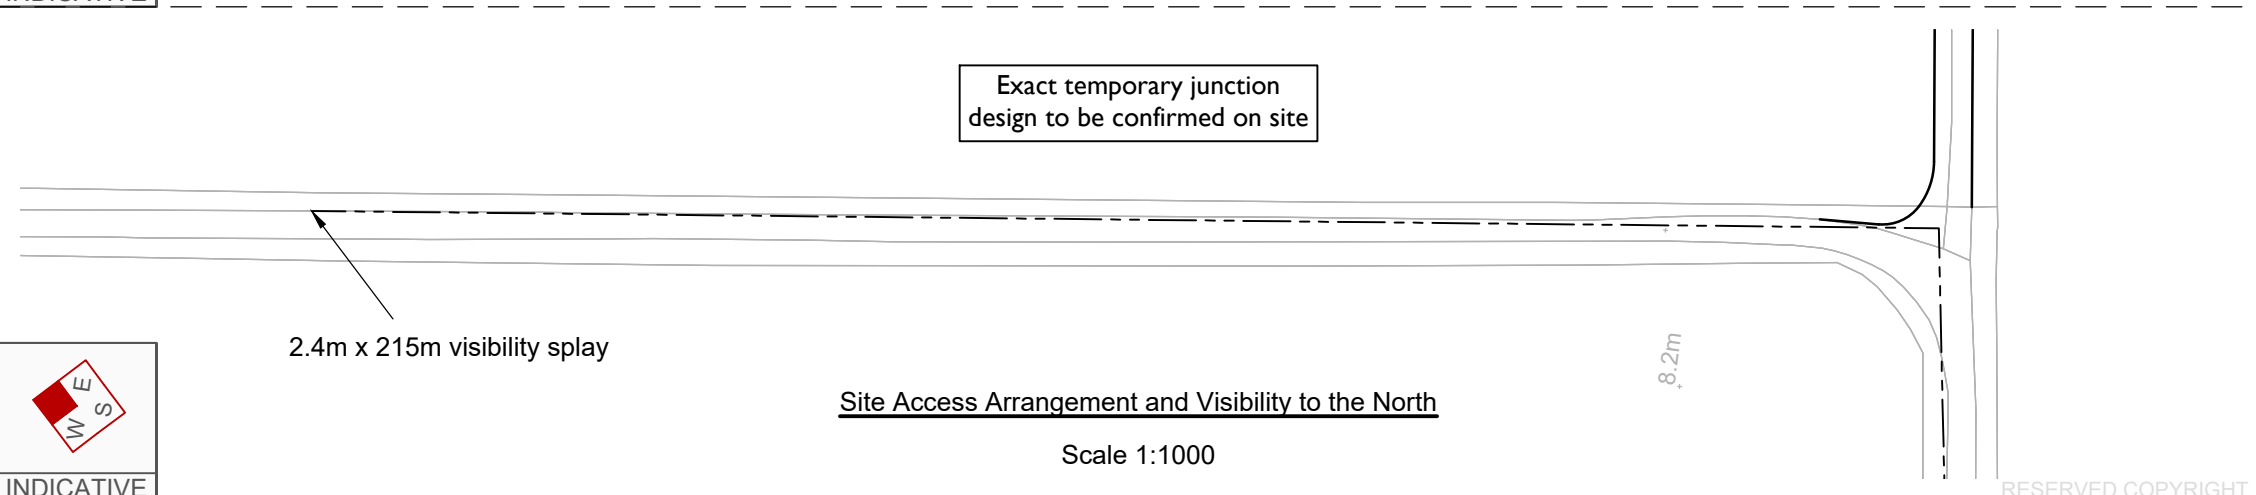 INDICATIVE
Exact temporary junction
design to be confirmed on site
2.4m x 215m visibility splay
8.2m
E
S
W
Site Access Arrangement and Visibility to the North
Scale 1:1000
INDICATIVE
RESERVED COPYRIGHT